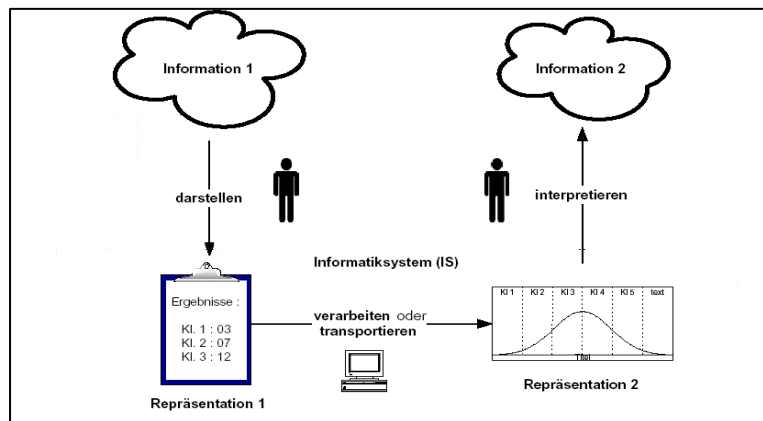 Information 1
Information 2
darstellen
interpretieren
Informatiksystem (IS)
Ergebnisse :
Kl. 1 : 03
Kl. 2 : 07
Kl. 3 : 12
verarbeiten oder
transportieren
Kl 1 Kl 2 Kl 3 Kl 4 Kl 5 text
Titel
Repräsentation 1
Repräsentation 2